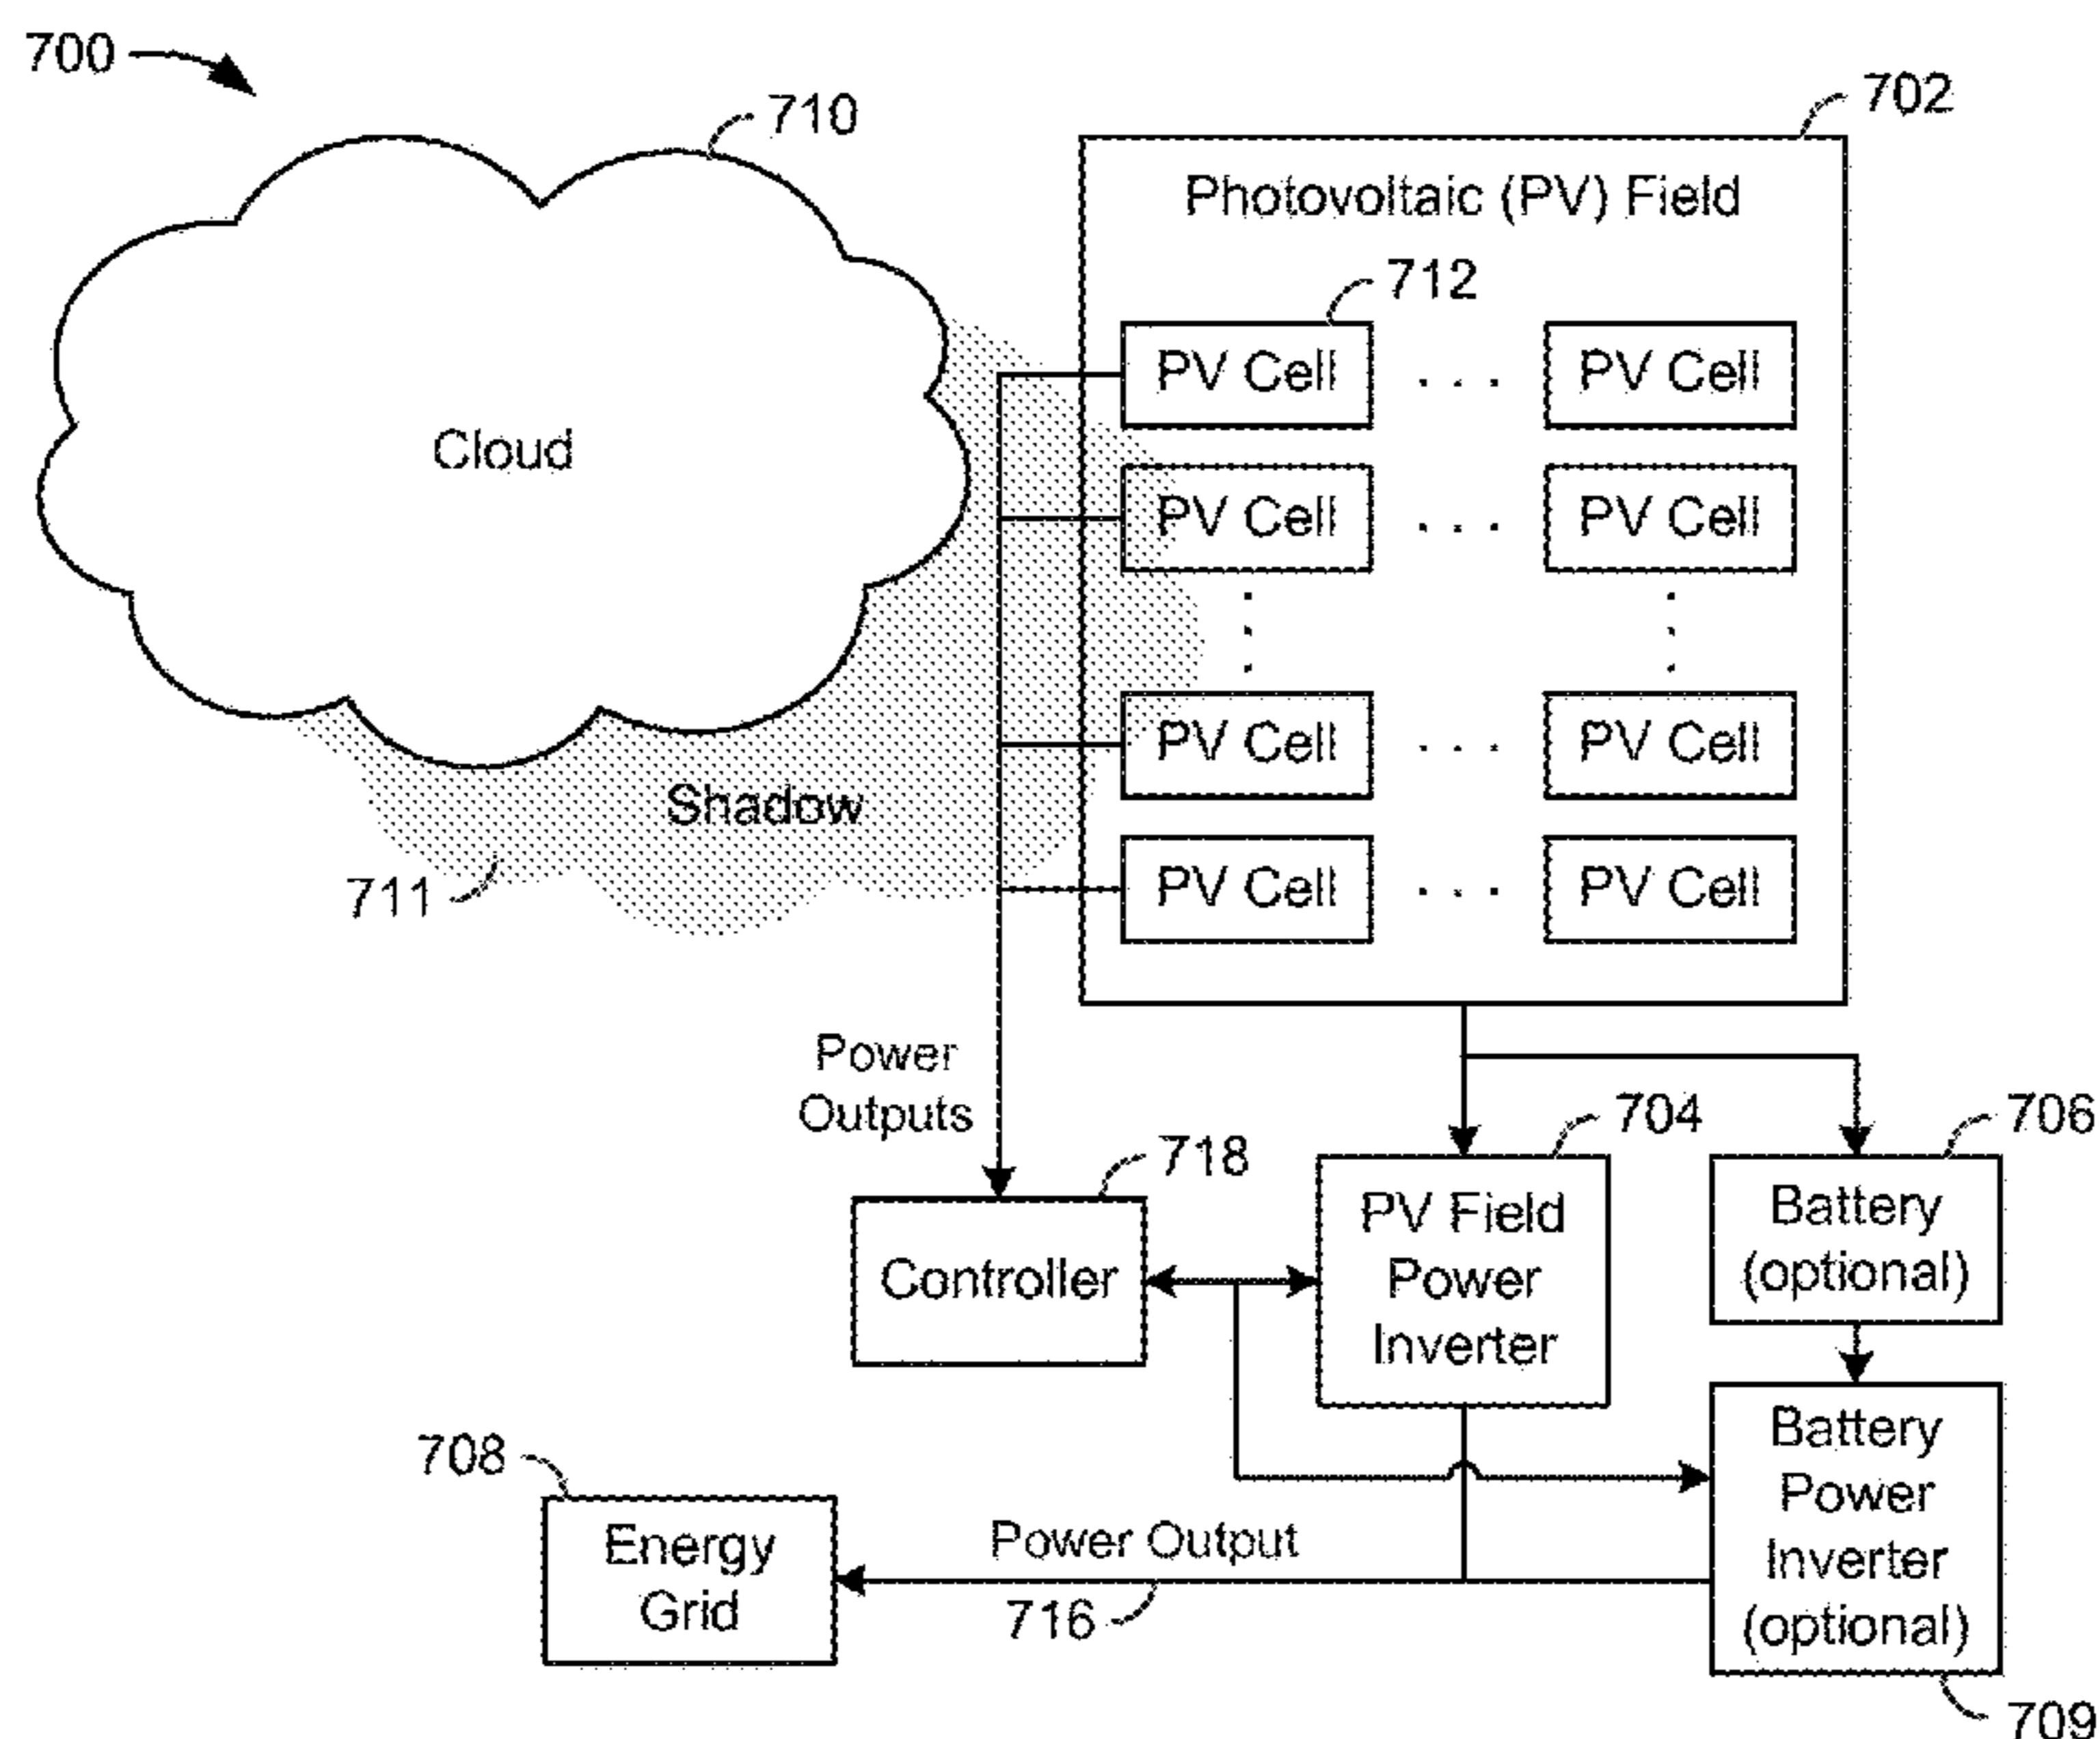 700
710
702
Photovoltaic (PV) Field
712
PV Cell . . . PV Cell
Cloud
PV Cell . . . PV Cell
PV Cell . . . PV Cell
Shadow
711
PV Cell . . . PV Cell
Power
Outputs
718
704
706
Controller
PV Field
Power
Inverter
Battery
(optional)
708
Energy
Grid
Power Output
716
Battery
Power
Inverter
(optional)
709